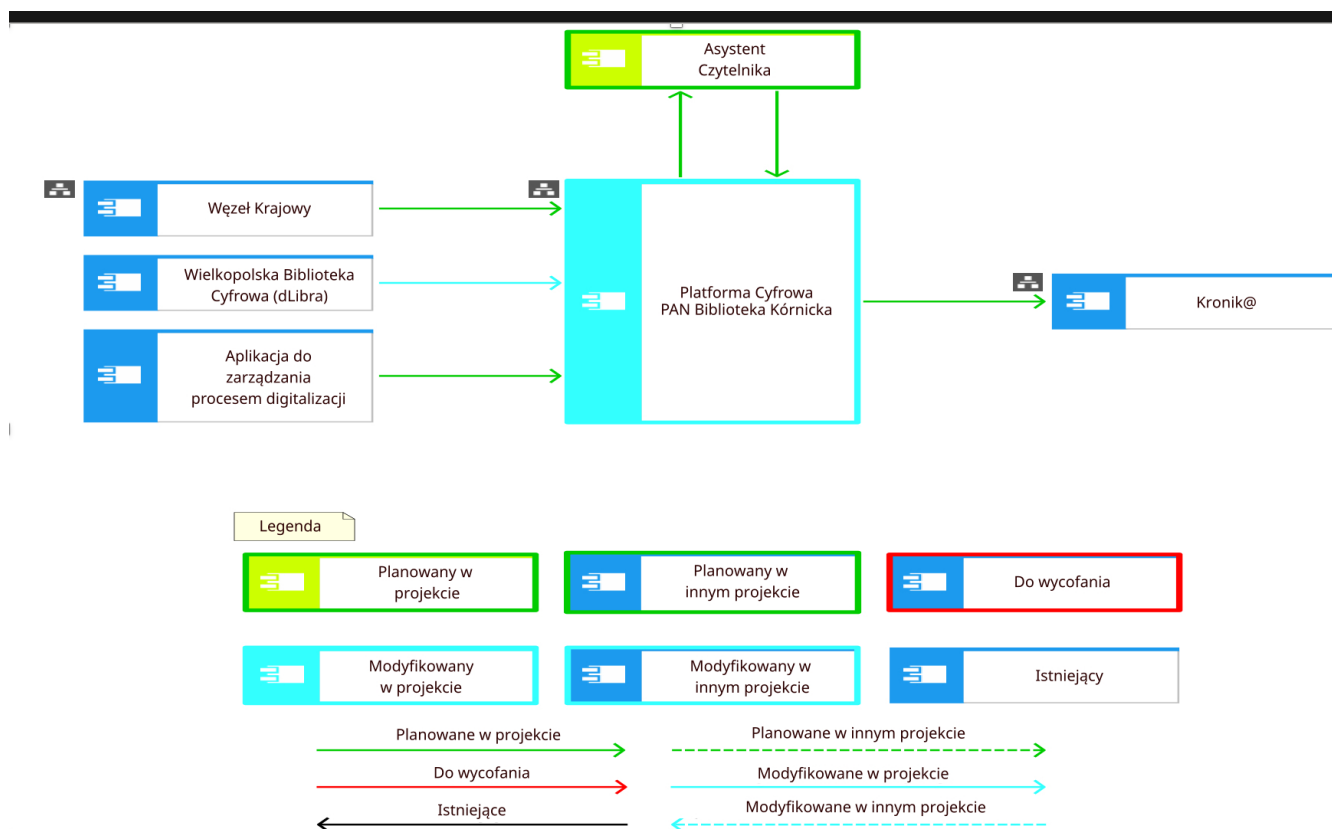 Asystent
Czytelnika
Węzeł Krajowy
Wielkopolska Biblioteka
Cyfrowa (dLibra)
Aplikacja do
zarządzania
procesem digitalizacji
Platforma Cyfrowa
PAN Biblioteka Kórnicka
Kronik@
Legenda
Planowany w
projekcie
Planowany w
innym projekcie
Do wycofania
Modyfikowany
w projekcie
Modyfikowany w
innym projekcie
Istniejący
Planowane w projekcie
Planowane w innym projekcie
Do wycofania
Modyfikowane w projekcie
Istniejące
Modyfikowane w innym projekcie